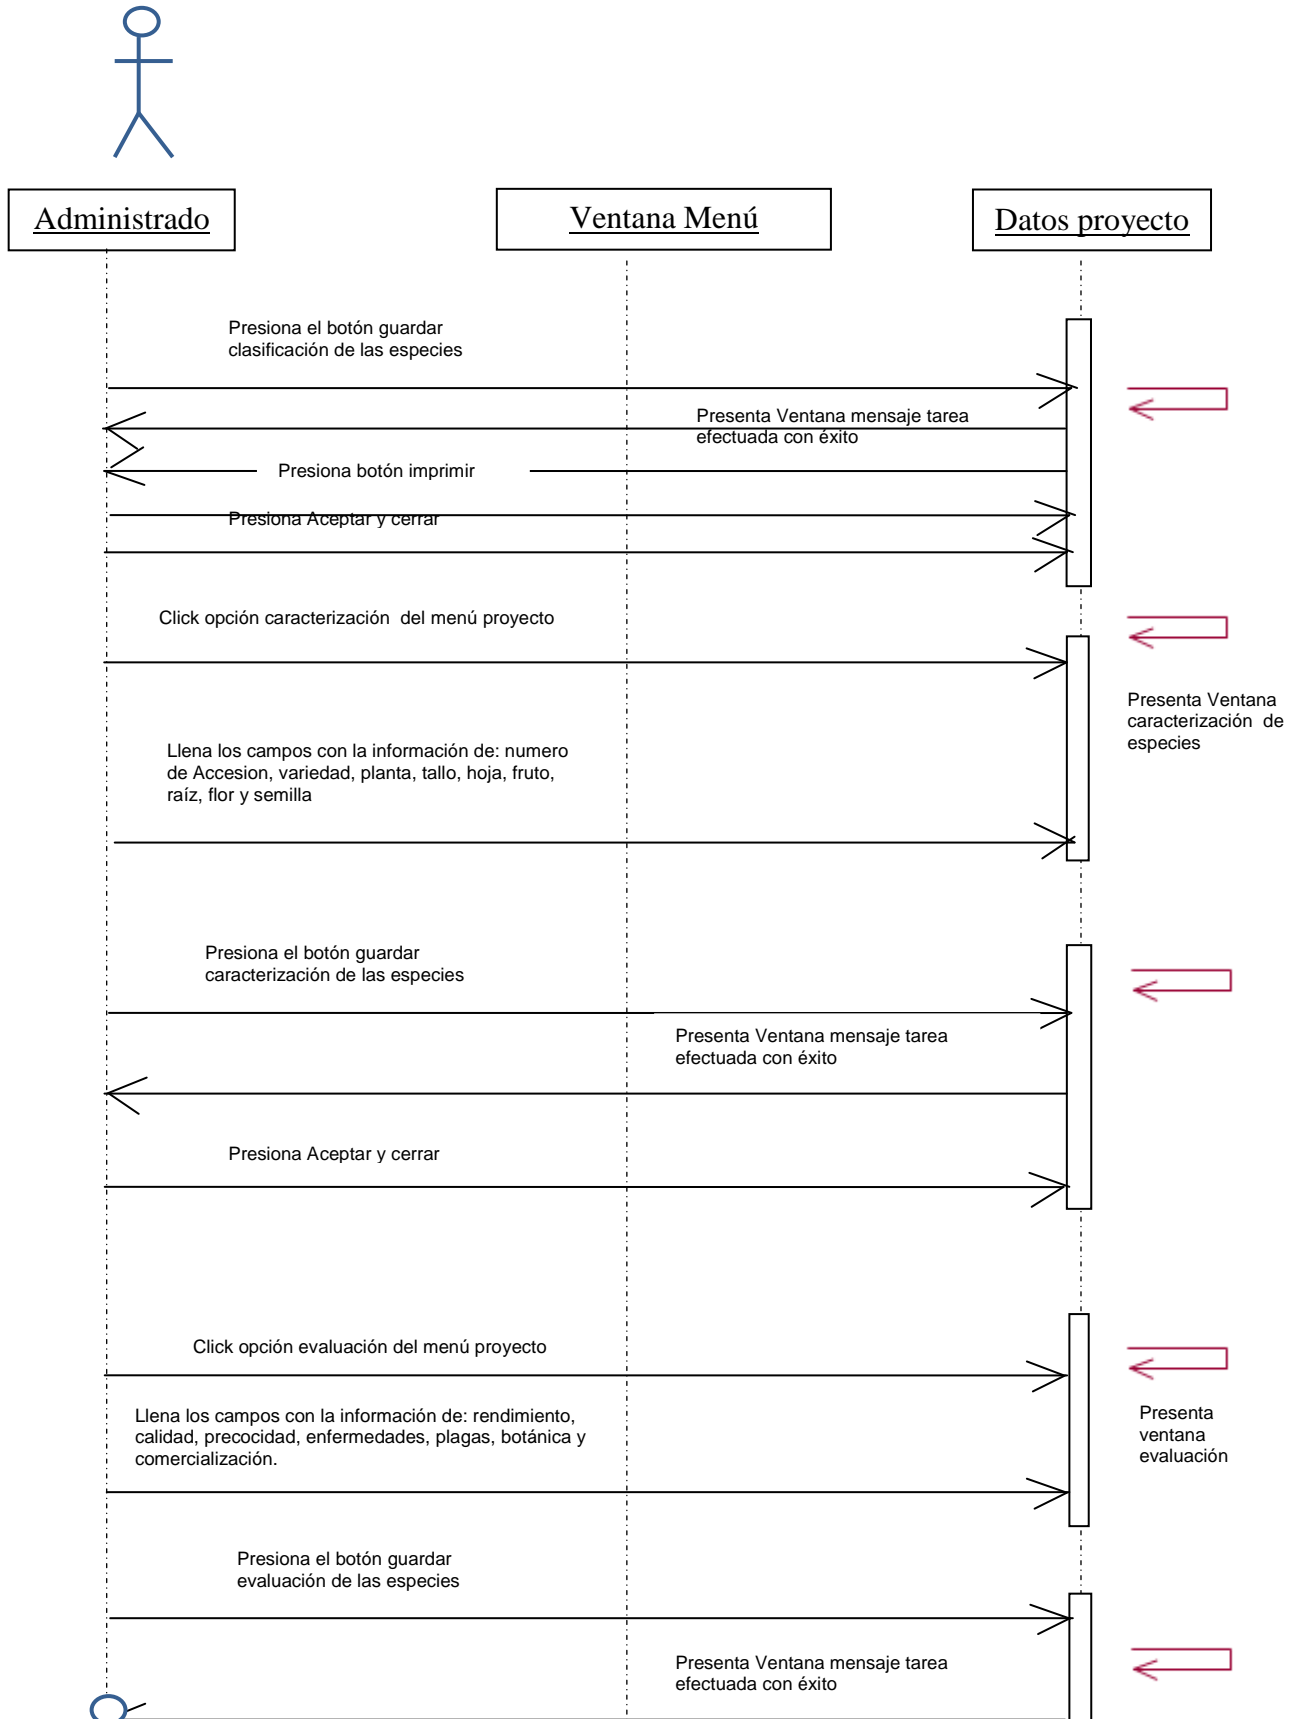 Administrado
Ventana Menú
Datos proyecto
Presiona el botón guardar
clasificación de las especies
Presenta Ventana mensaje tarea
efectuada con éxito
Presiona botón imprimir
Presiona Aceptar y cerrar
Click opción caracterización  del menú proyecto
Presenta Ventana
caracterización  de
especies
Llena los campos con la información de: numero
de Accesion, variedad, planta, tallo, hoja, fruto,
raíz, flor y semilla
Presiona el botón guardar
caracterización de las especies
Presenta Ventana mensaje tarea
efectuada con éxito
Presiona Aceptar y cerrar
Click opción evaluación del menú proyecto
Llena los campos con la información de: rendimiento,
calidad, precocidad, enfermedades, plagas, botánica y
comercialización.
Presenta
ventana
evaluación
Presiona el botón guardar
evaluación de las especies
Presenta Ventana mensaje tarea
efectuada con éxito